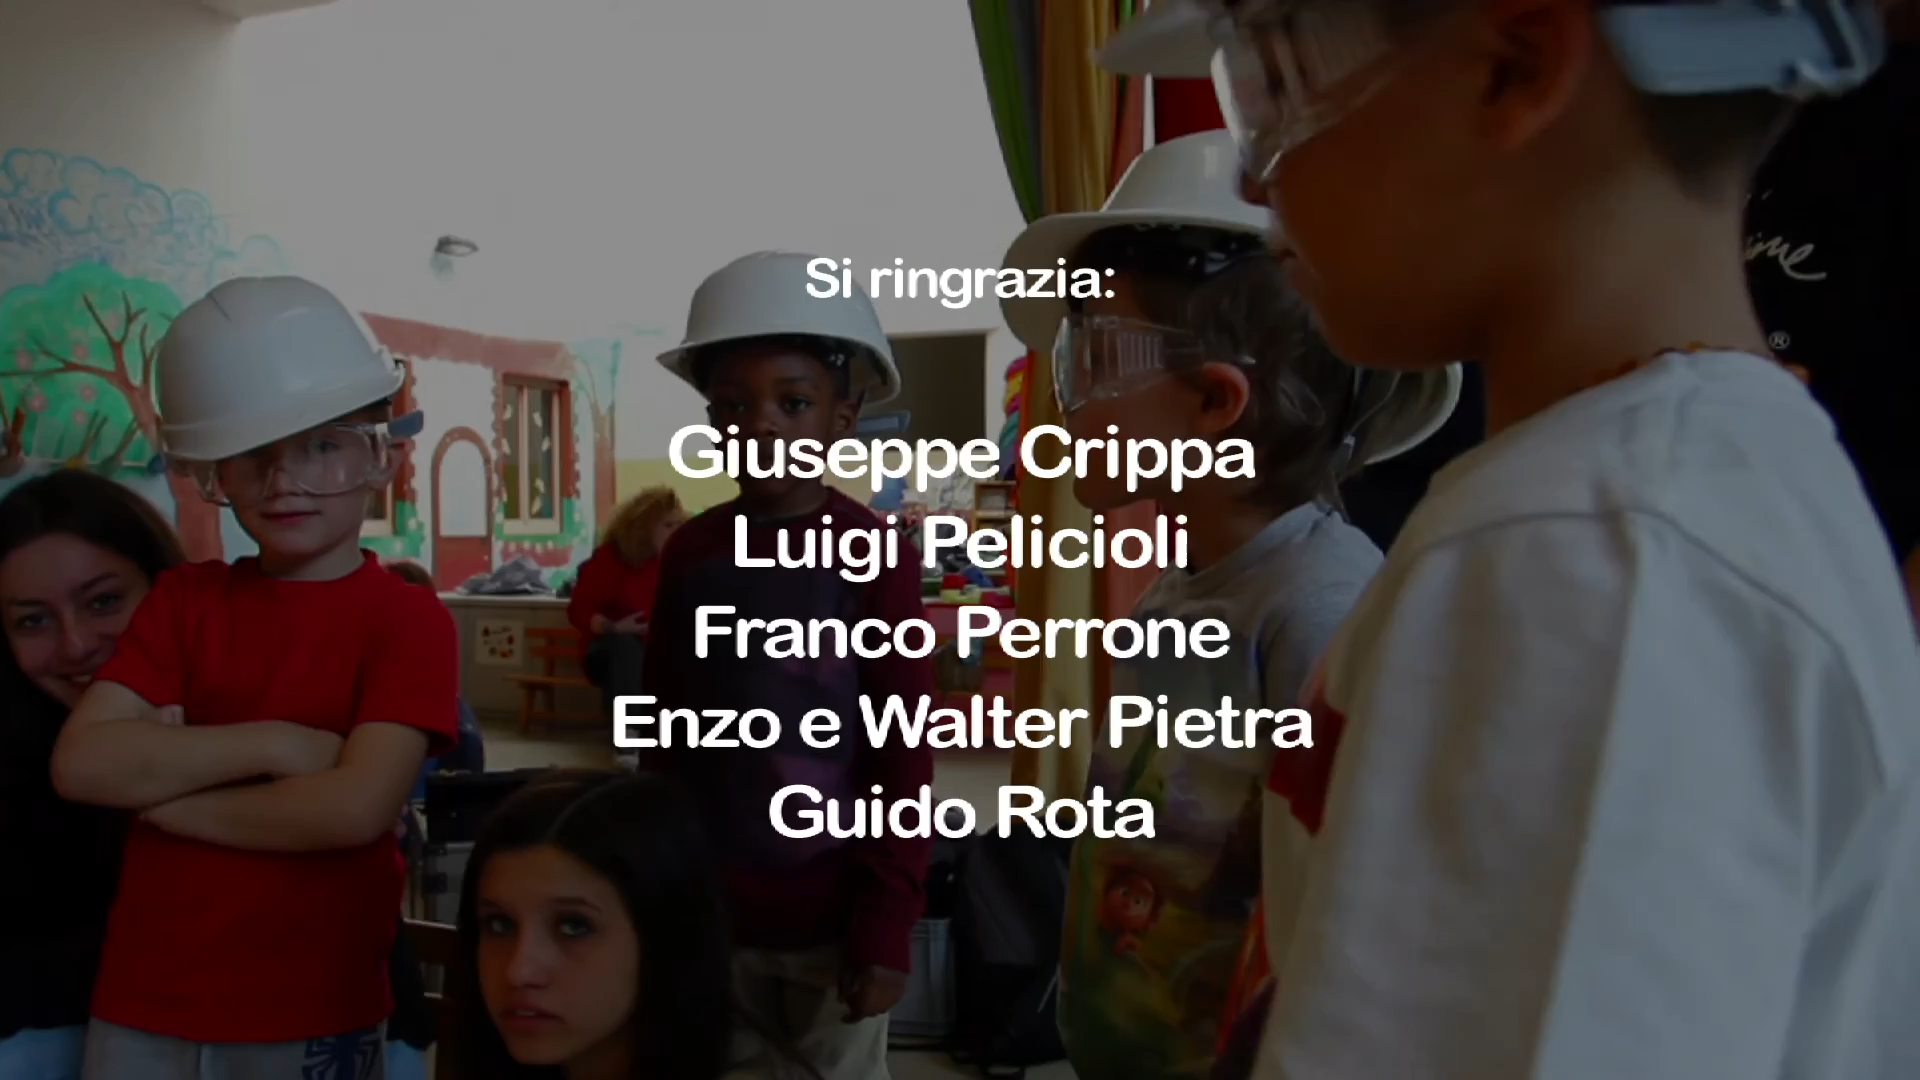 Si ringrazia:
Giuseppe Crippa
Luigi Pelicioli
Franco Perrone
Enzo e Walter Pietra
Guido Rota
®